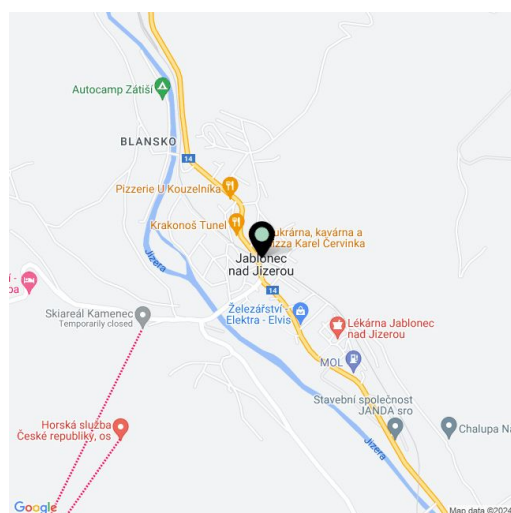 Autocamp Zátiší
BLANSKO
14
Pizzerie U Kouzelníka
Krakonoš Tunel
krárna, kavárna a
zza Karel Červinka
Jablonec
nad Jizerou
Jizera
14
Skiareál Kamenec
Temporarily closed
Železářství
Elektra - Elvis
Lékárna Jablonec
nad Jizerou
MOL
Stavební společnost
JANDA sro
Horská služba
České republiky, os
Chalupa Na
Jizera
Google
Map data ©2024